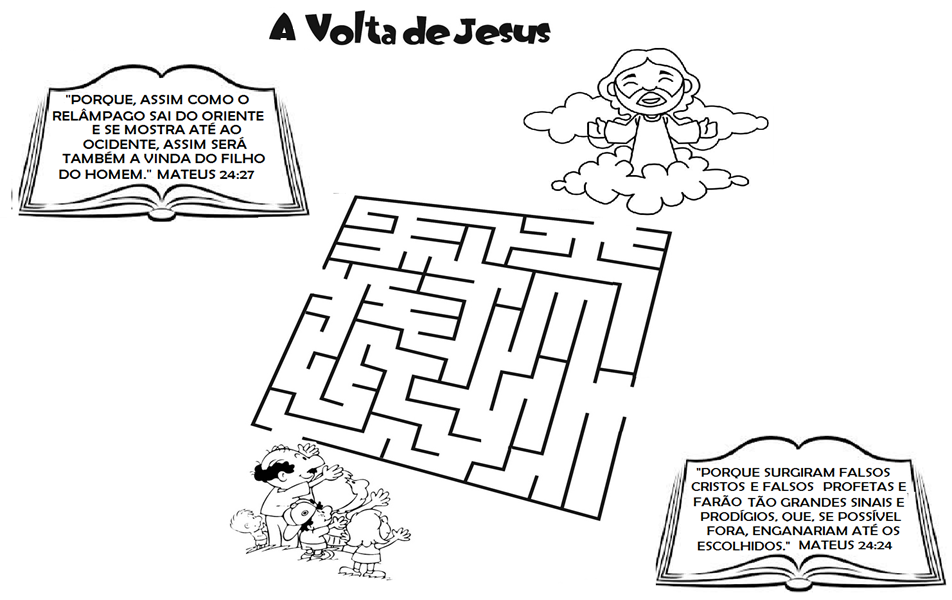 A Volta de Jesus
"PORQUE, ASSIM COMO O
RELÂMPAGO SAI DO ORIENTE
E SE MOSTRA ATÉ AO
OCIDENTE, ASSIM SERÁ
TAMBÉM A VINDA DO FILHO
DO HOMEM." MATEUS 24:27
"PORQUE SURGIRAM FALSOS
CRISTOS E FALSOS PROFETAS E
FARÃO TÃO GRANDES SINAIS E
PRODÍGIOS, QUE, SE POSSÍVEL
FORA, ENGANARIAM ATÉ OS
ESCOLHIDOS." MATEUS 24:24